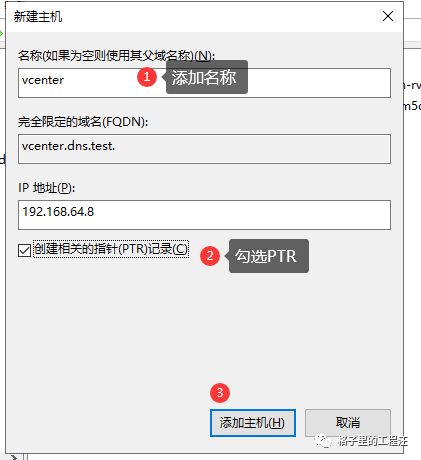 新建主机
名称(如果为空则使用其父域名称)(N):
vcenter
1 添加名称
完全限定的域名(FQDN):
vcenter.dns.test.
IP 地址(P):
192.168.64.8
创建相关的指针(PTR)记录(C)
2 勾选PTR
3
添加主机(H) 取消
格子里的工程汪